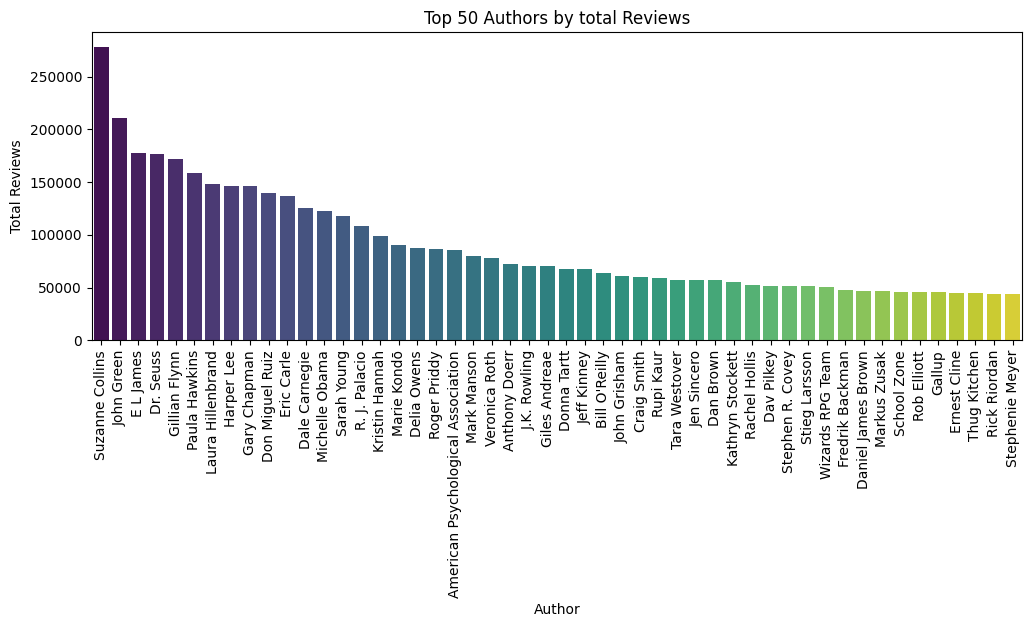 Top 50 Authors by total Reviews
Total Reviews
250000
200000
150000
100000
50000
0
Suzanne Collins
John Green
E L James
Dr. Seuss
Gillian Flynn
Paula Hawkins
Laura Hillenbrand
Harper Lee
Gary Chapman
Don Miguel Ruiz
Eric Carle
Dale Carnegie
Michelle Obama
Sarah Young
R. J. Palacio
Kristin Hannah
Marie Kondō
Delia Owens
Roger Priddy
American Psychological Association
Mark Manson
Veronica Roth
Anthony Doerr
J.K. Rowling
Giles Andreae
Donna Tartt
Jeff Kinney
Bill O'Reilly
John Grisham
Craig Smith
Rupi Kaur
Tara Westover
Jen Sincero
Dan Brown
Kathryn Stockett
Rachel Hollis
Dav Pilkey
Stephen R. Covey
Stieg Larsson
Wizards RPG Team
Fredrik Backman
Daniel James Brown
Markus Zusak
School Zone
Rob Elliott
Gallup
Ernest Cline
Thug Kitchen
Rick Riordan
Stephenie Meyer
Author